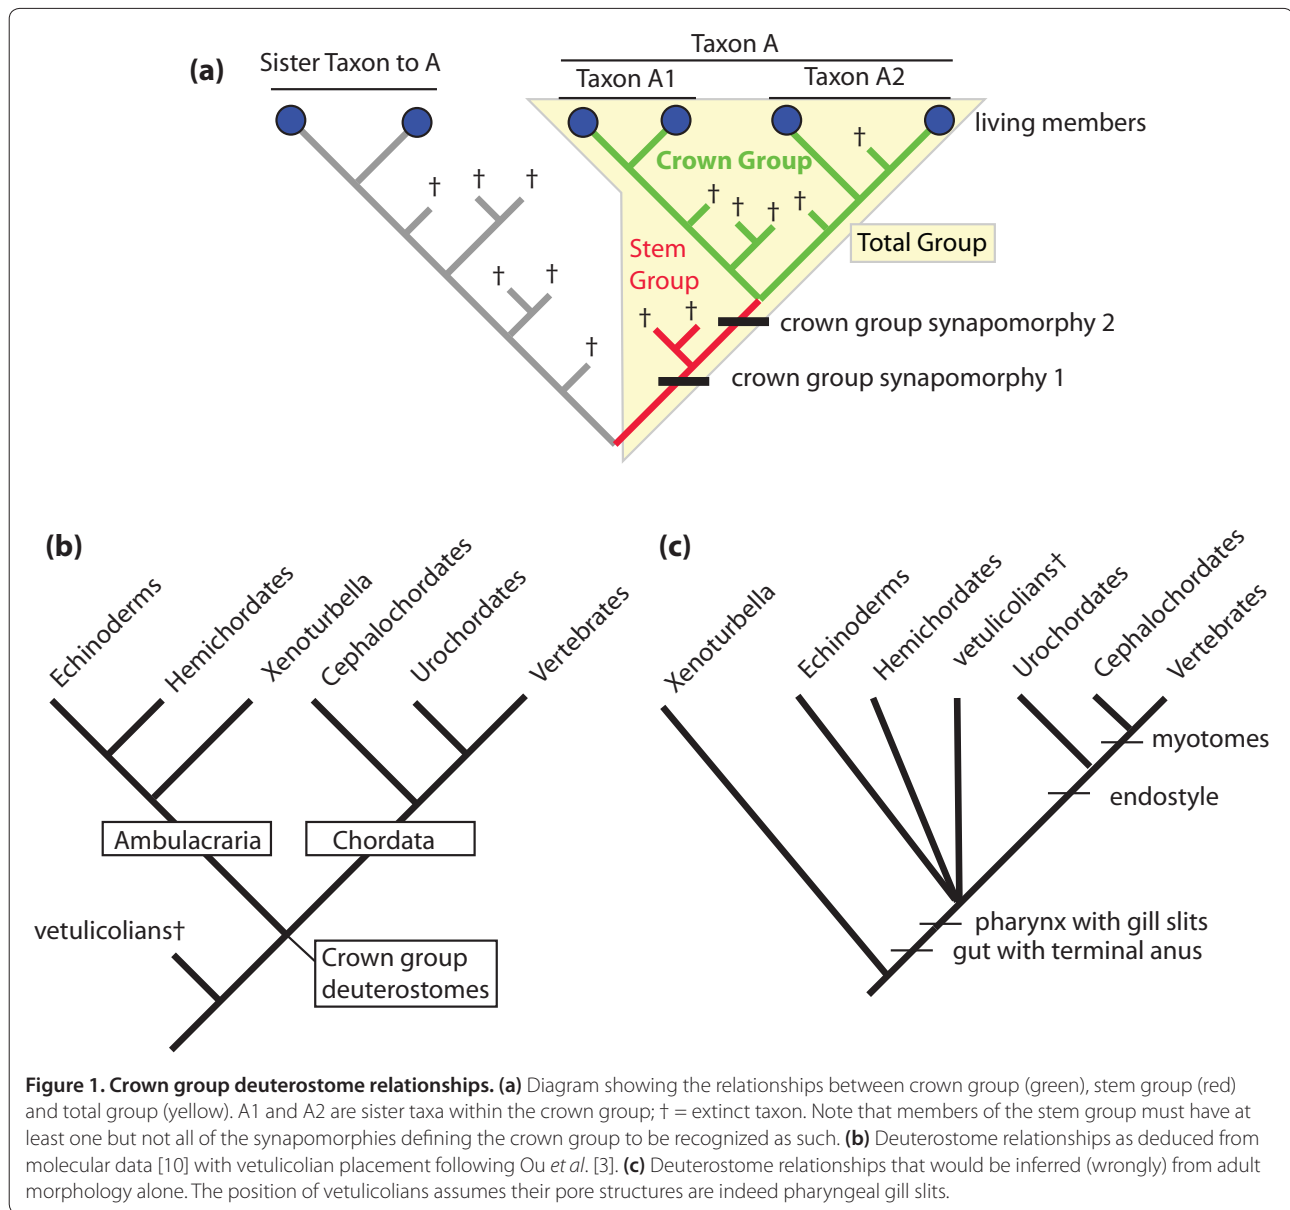 (a)
Sister Taxon to A
Taxon A
Taxon A1
Taxon A2
living members
†
Crown Group
†
†
†
†
†
†
†
†
Total Group
Stem
Group
†
†
†
†
†
crown group synapomorphy 2
crown group synapomorphy 1
(b)
Echinoderms
Hemichordates
Xenoturbella
Cephalochordates
Urochordates
Vertebrates
Ambulacraria
Chordata
vetulicolians†
Crown group
deuterostomes
(c)
Xenoturbella
Echinoderms
Hemichordates
vetulicolians†
Urochordates
Cephalochordates
Vertebrates
myotomes
endostyle
pharynx with gill slits
gut with terminal anus
Figure 1. Crown group deuterostome relationships. (a) Diagram showing the relationships between crown group (green), stem group (red)
and total group (yellow). A1 and A2 are sister taxa within the crown group; † = extinct taxon. Note that members of the stem group must have at
least one but not all of the synapomorphies defining the crown group to be recognized as such. (b) Deuterostome relationships as deduced from
molecular data [10] with vetulicolian placement following Ou et al. [3]. (c) Deuterostome relationships that would be inferred (wrongly) from adult
morphology alone. The position of vetulicolians assumes their pore structures are indeed pharyngeal gill slits.